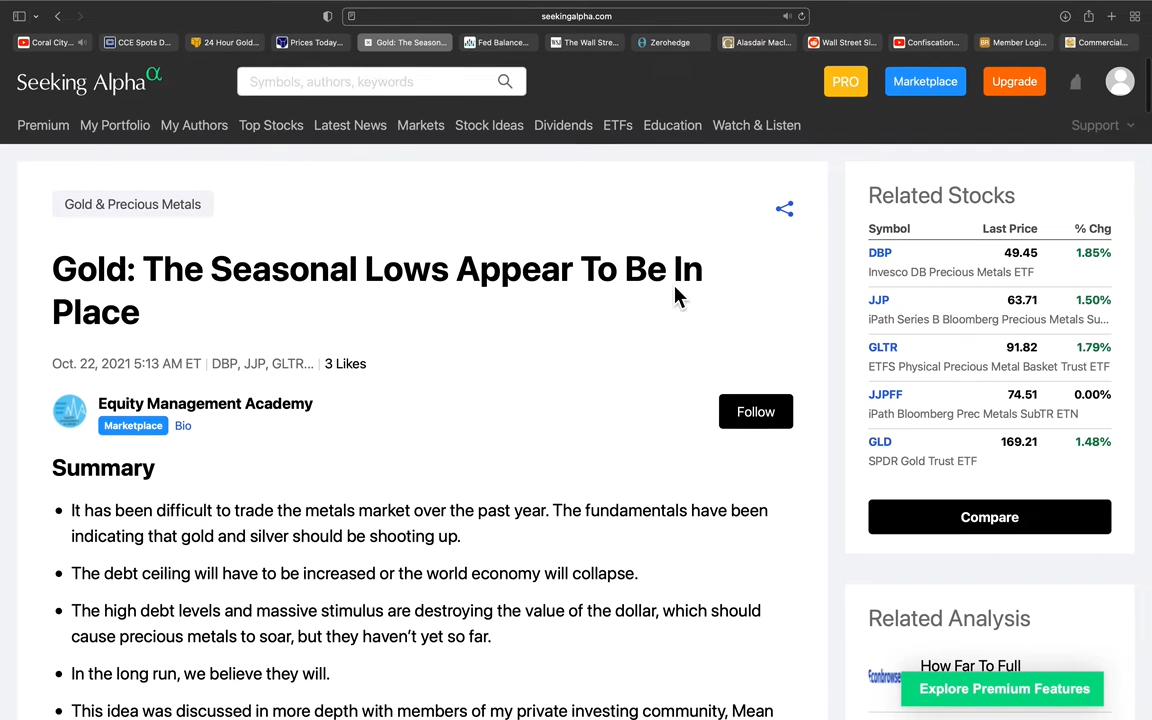 seekingalpha.com
Coral City...
CCE Spots D...
24 Hour Gold...
Prices Today...
Gold: The Season...
Fed Balance...
The Wall Stre...
Zerohedge
Alasdair Macl...
Wall Street Si...
Confiscation...
Member Logi...
Commercial...
Seeking Alpha α
Symbols, authors, keywords
PRO
Marketplace
Upgrade
Premium My Portfolio My Authors Top Stocks Latest News Markets Stock Ideas Dividends ETFs Education Watch & Listen
Support
Gold & Precious Metals
Gold: The Seasonal Lows Appear To Be In
Place
Oct. 22, 2021 5:13 AM ET | DBP, JJP, GLTR... | 3 Likes
Equity Management Academy
Marketplace Bio
Follow
Summary
• It has been difficult to trade the metals market over the past year. The fundamentals have been
indicating that gold and silver should be shooting up.
• The debt ceiling will have to be increased or the world economy will collapse.
• The high debt levels and massive stimulus are destroying the value of the dollar, which should
cause precious metals to soar, but they haven't yet so far.
• In the long run, we believe they will.
• This idea was discussed in more depth with members of my private investing community, Mean
Related Stocks
Symbol Last Price % Chg
DBP 49.45 1.85%
Invesco DB Precious Metals ETF
JJP 63.71 1.50%
iPath Series B Bloomberg Precious Metals Su...
GLTR 91.82 1.79%
ETFS Physical Precious Metal Basket Trust ETF
JJPFF 74.51 0.00%
iPath Bloomberg Prec Metals SubTR ETN
GLD 169.21 1.48%
SPDR Gold Trust ETF
Compare
Related Analysis
How Far To Full
Explore Premium Features